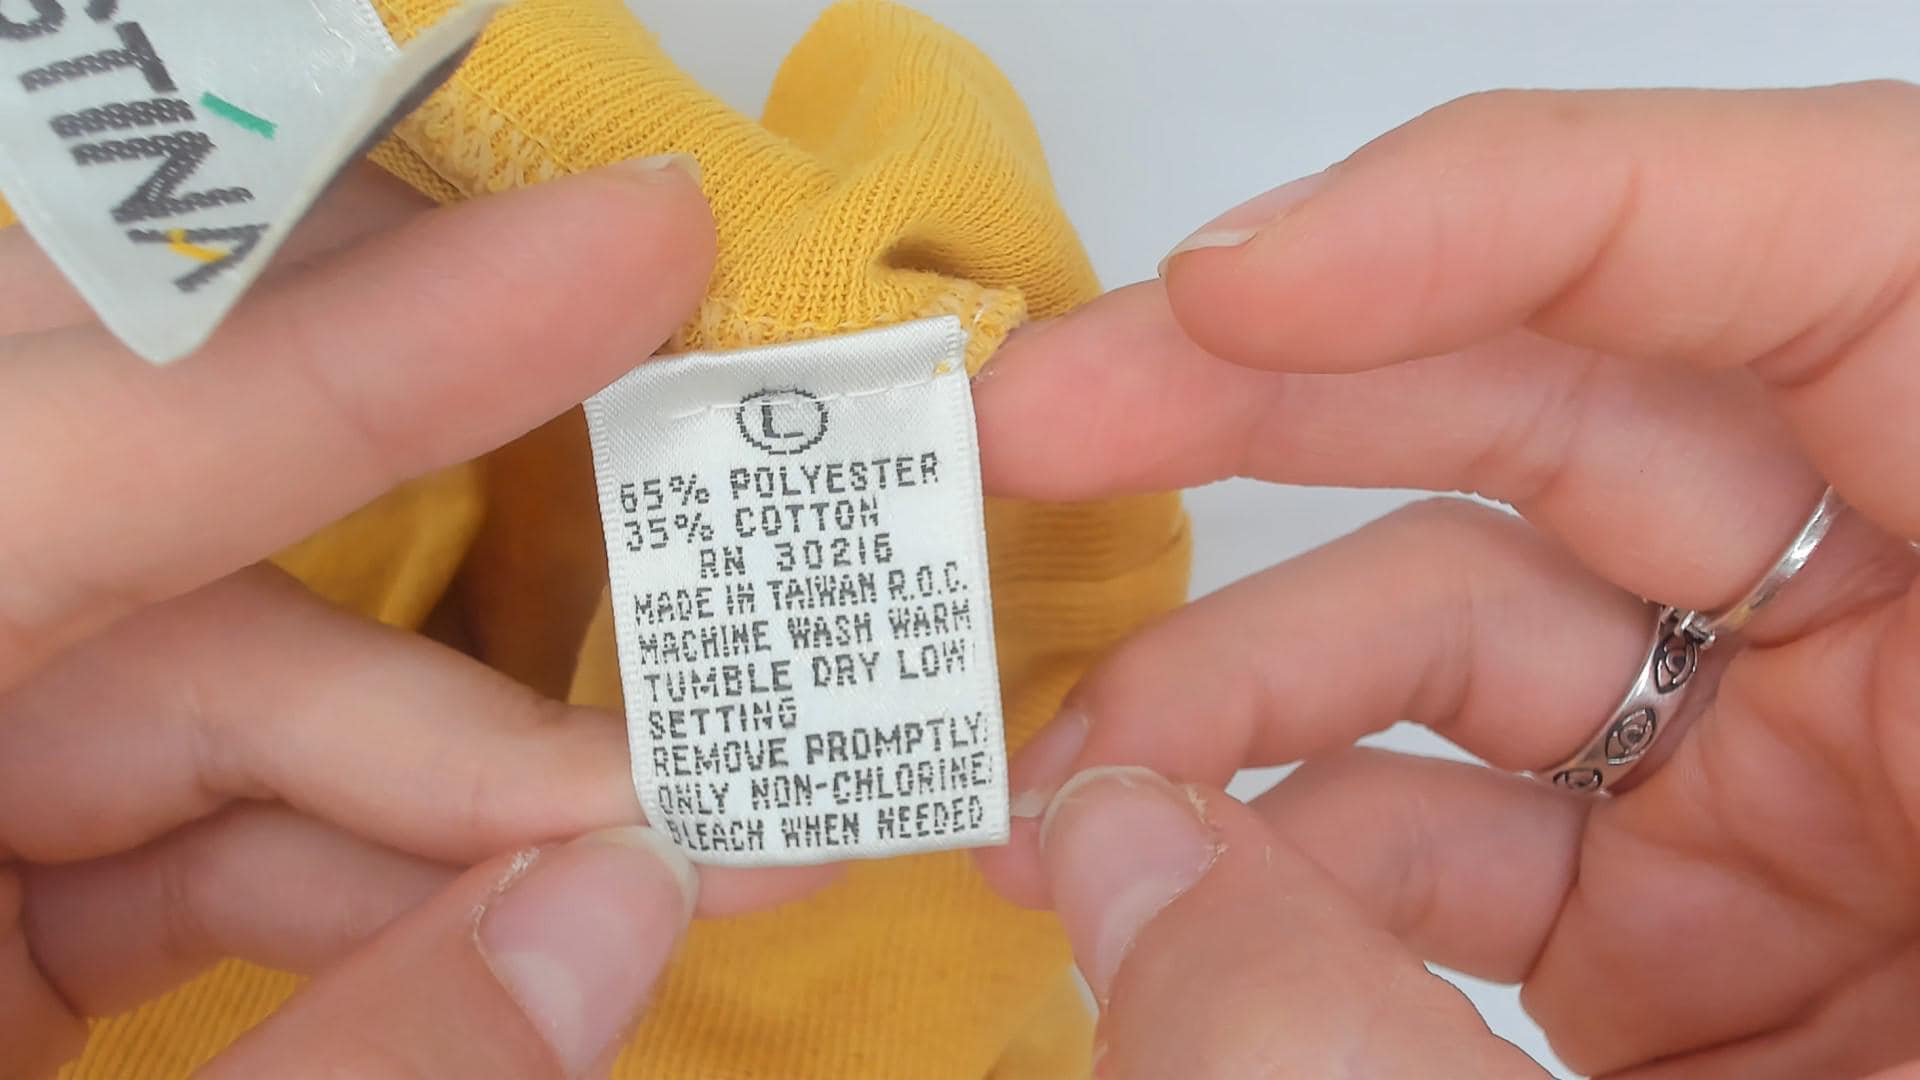 STINA
L
65% POLYESTER
35% COTTON
RN 30216
MADE IN TAIWAN R.O.C.
MACHINE WASH WARM
TUMBLE DRY LOW
SETTING
REMOVE PROMPTLY
ONLY NON-CHLORINE
BLEACH WHEN NEEDED